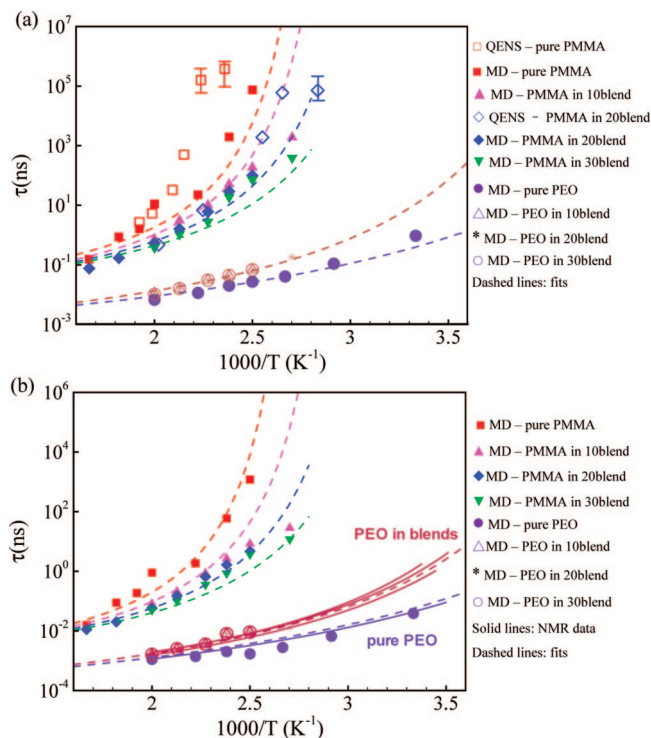 (a)
10^7
10^5
10^3
10^1
10^-1
10^-3
τ(ns)
2
2.5
3
3.5
1000/T (K^-1)
QENS – pure PMMA
MD – pure PMMA
MD – PMMA in 10blend
QENS - PMMA in 20blend
MD – PMMA in 20blend
MD – PMMA in 30blend
MD – pure PEO
MD – PEO in 10blend
* MD – PEO in 20blend
MD – PEO in 30blend
Dashed lines: fits
(b)
10^6
10^4
10^2
10^0
10^-2
10^-4
τ(ns)
PEO in blends
pure PEO
2
2.5
3
3.5
1000/T (K^-1)
MD – pure PMMA
MD – PMMA in 10blend
MD – PMMA in 20blend
MD – PMMA in 30blend
MD – pure PEO
MD – PEO in 10blend
* MD – PEO in 20blend
MD – PEO in 30blend
Solid lines: NMR data
Dashed lines: fits